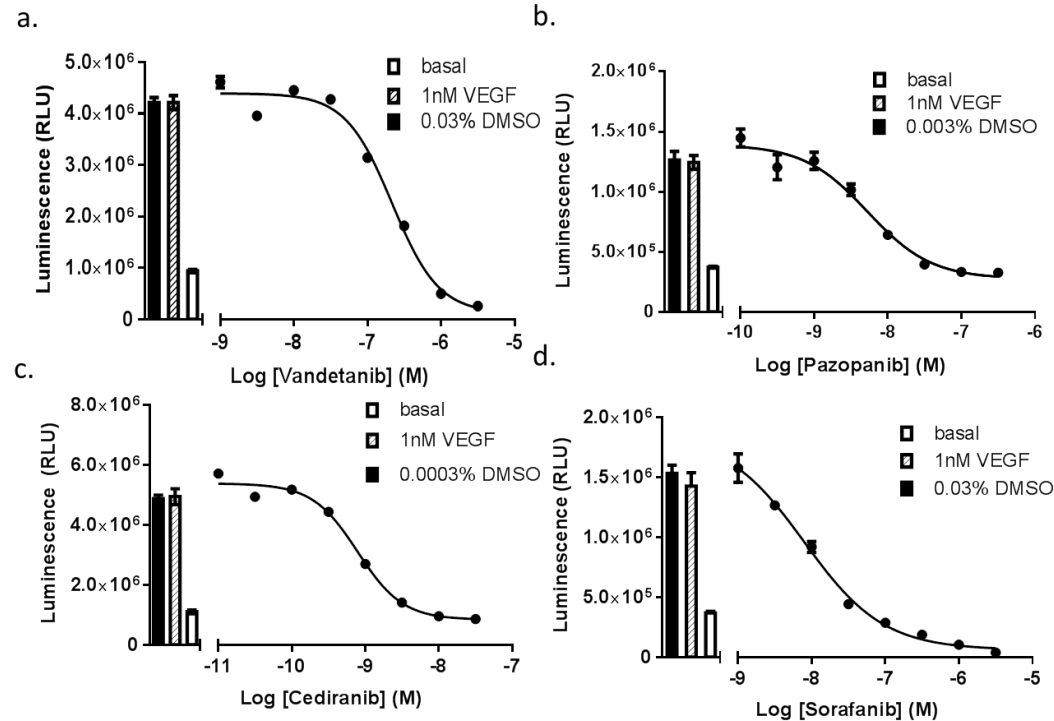 a.
Luminescence (RLU)
5.0×10⁶
4.0×10⁶
3.0×10⁶
2.0×10⁶
1.0×10⁶
0
basal
1nM VEGF
0.03% DMSO
-9 -8 -7 -6 -5
Log [Vandetanib] (M)
b.
Luminescence (RLU)
2.0×10⁶
1.5×10⁶
1.0×10⁶
5.0×10⁵
0
basal
1nM VEGF
0.003% DMSO
-10 -9 -8 -7 -6
Log [Pazopanib] (M)
c.
Luminescence (RLU)
8.0×10⁶
6.0×10⁶
4.0×10⁶
2.0×10⁶
0
basal
1nM VEGF
0.0003% DMSO
-11 -10 -9 -8 -7
Log [Cediranib] (M)
d.
Luminescence (RLU)
2.0×10⁶
1.5×10⁶
1.0×10⁶
5.0×10⁵
0
basal
1nM VEGF
0.03% DMSO
-9 -8 -7 -6 -5
Log [Sorafanib] (M)